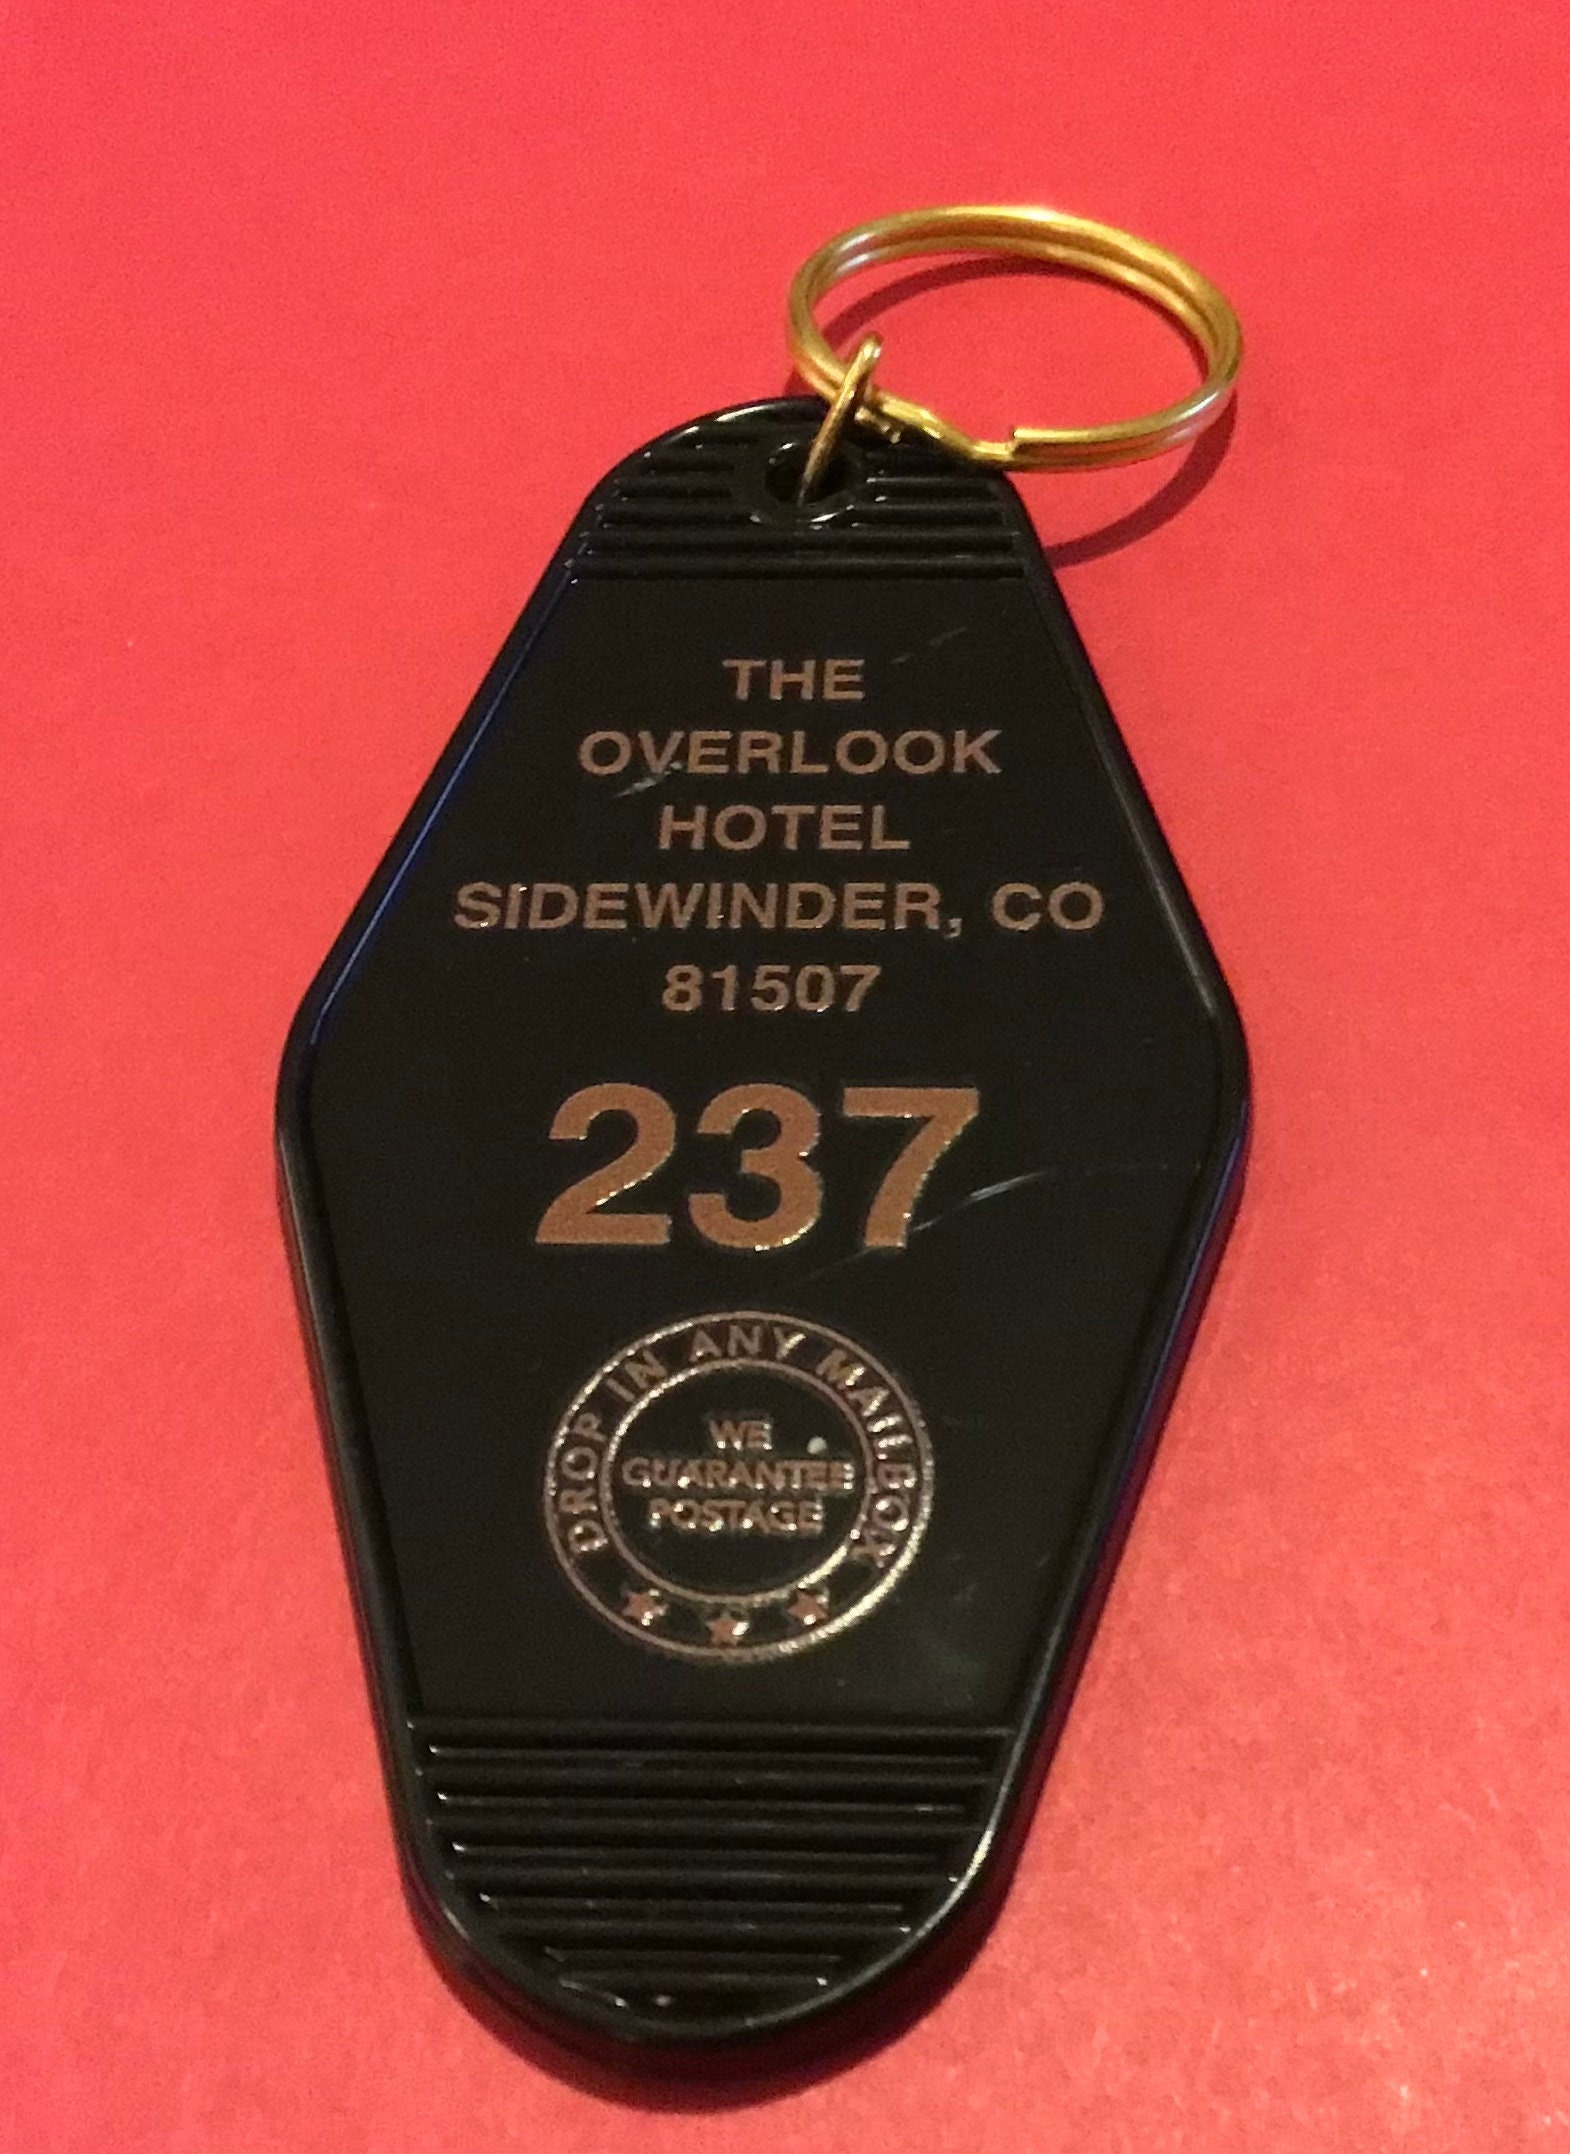 THE
OVERLOOK
HOTEL
SIDEWINDER, CO
81507
237
DROP IN ANY MAILBOX
WE
GUARANTEE
POSTAGE